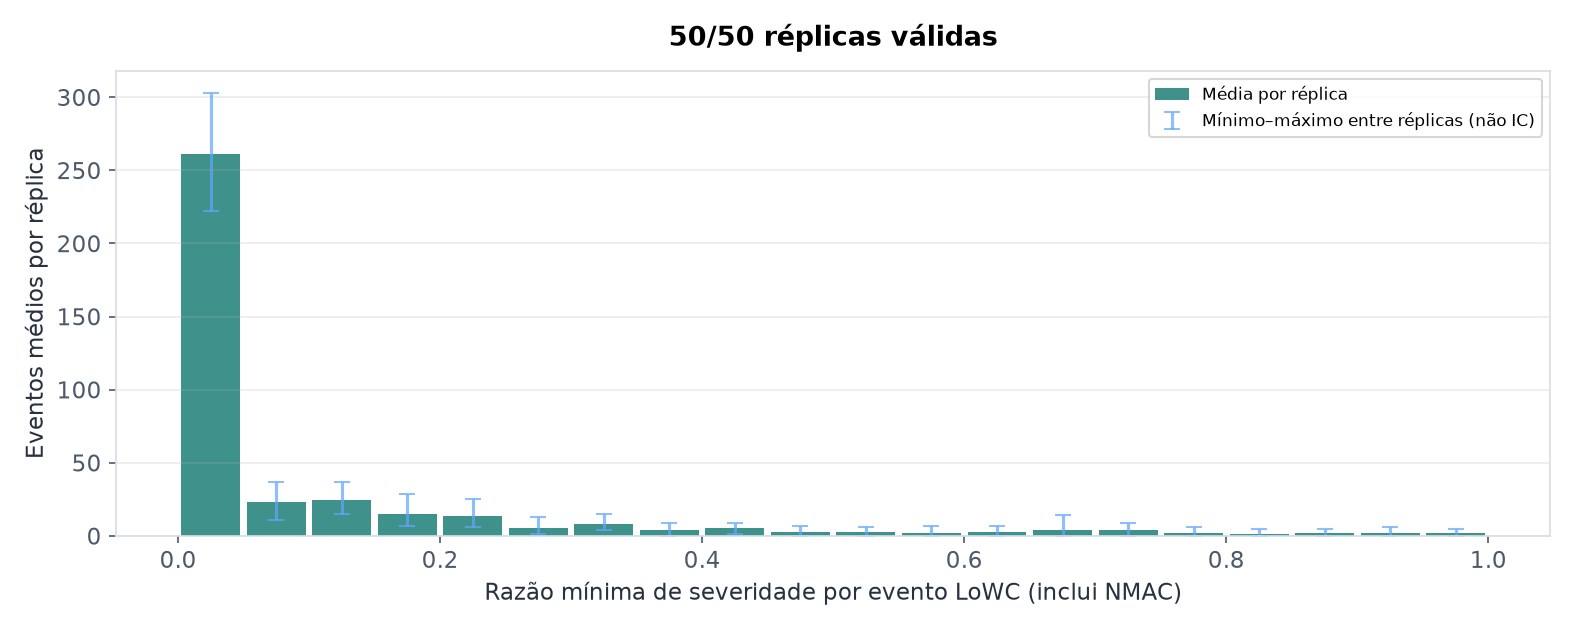 50/50 réplicas válidas
Média por réplica
Mínimo–máximo entre réplicas (não IC)
Eventos médios por réplica
300
250
200
150
100
50
0
0.0 0.2 0.4 0.6 0.8 1.0
Razão mínima de severidade por evento LoWC (inclui NMAC)